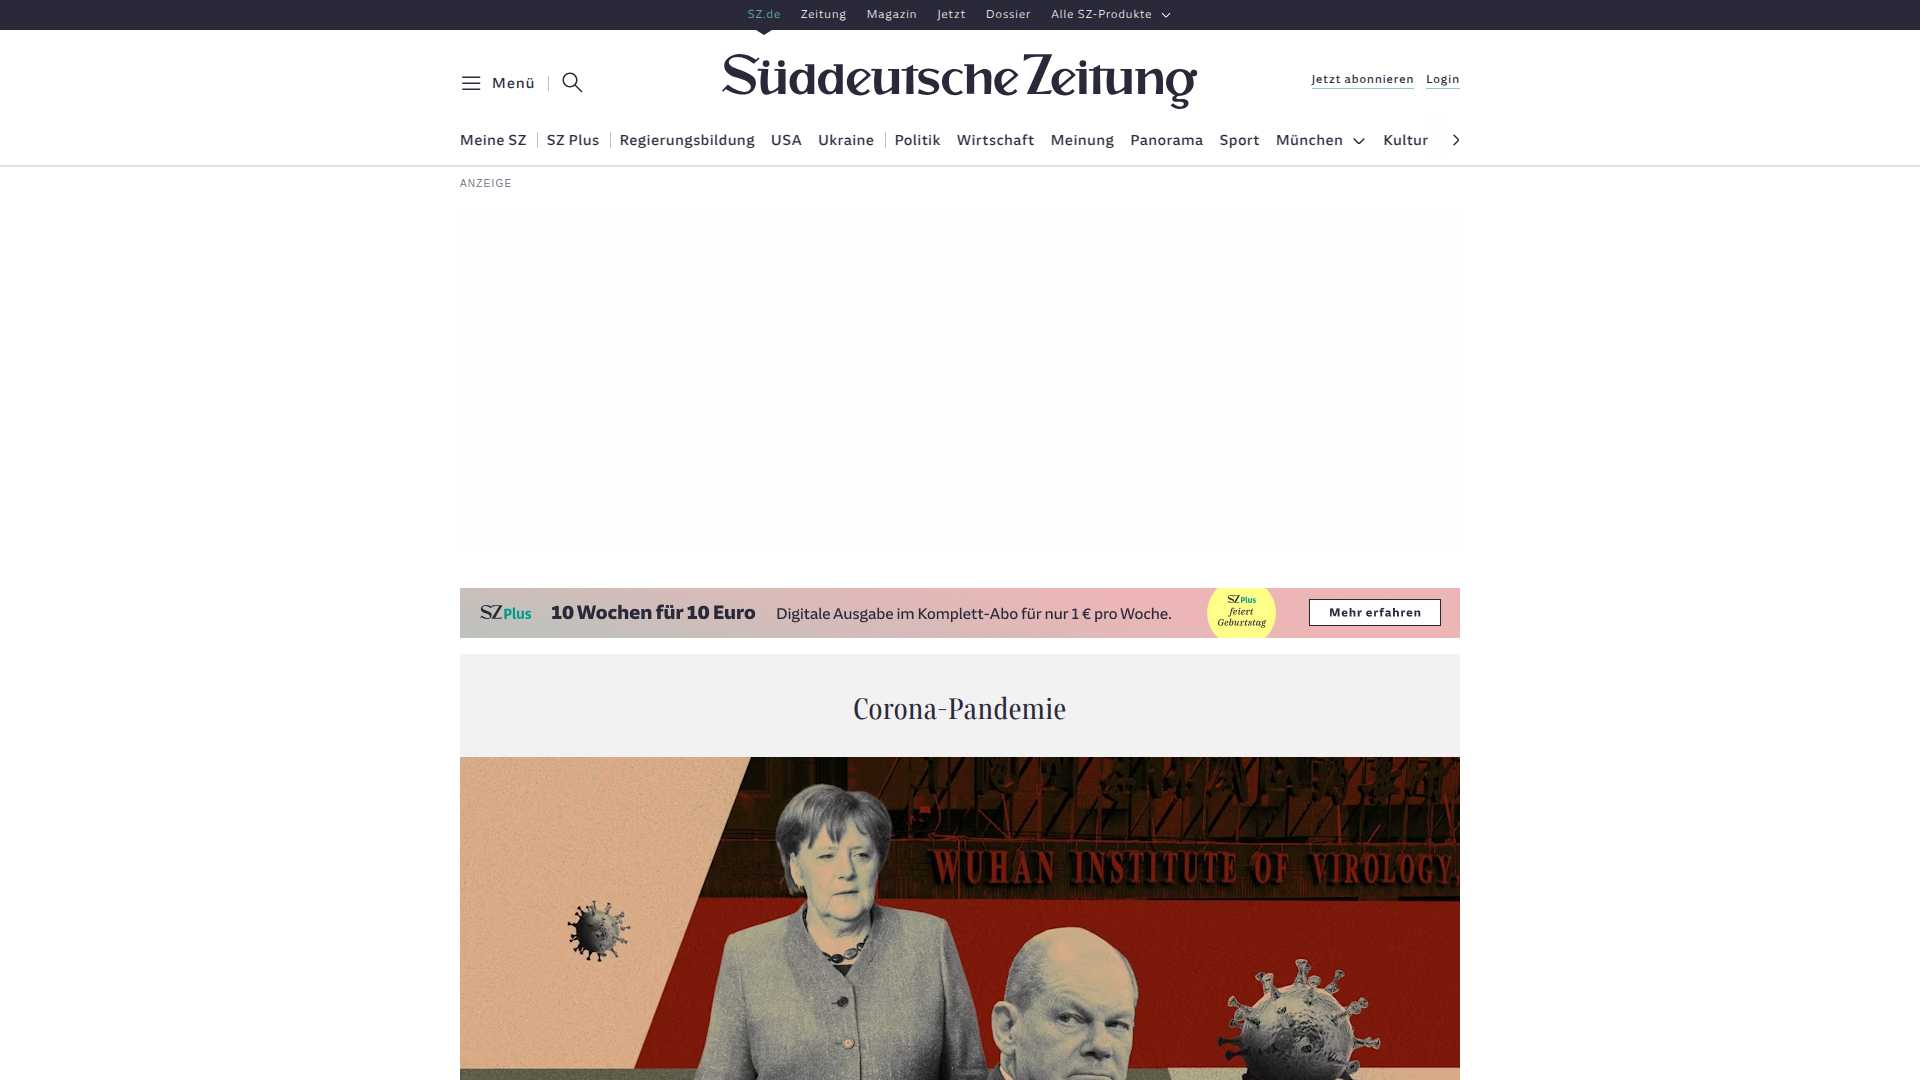 SZ.de Zeitung Magazin Jetzt Dossier Alle SZ-Produkte
Menü
Süddeutsche Zeitung
Jetzt abonnieren Login
Meine SZ SZ Plus Regierungsbildung USA Ukraine Politik Wirtschaft Meinung Panorama Sport München Kultur
ANZEIGE
SZ Plus 10 Wochen für 10 Euro Digitale Ausgabe im Komplett-Abo für nur 1 € pro Woche.
SZ Plus
feiert
Geburtstag
Mehr erfahren
Corona-Pandemie
WUHAN INSTITUTE OF VIROLOGY,